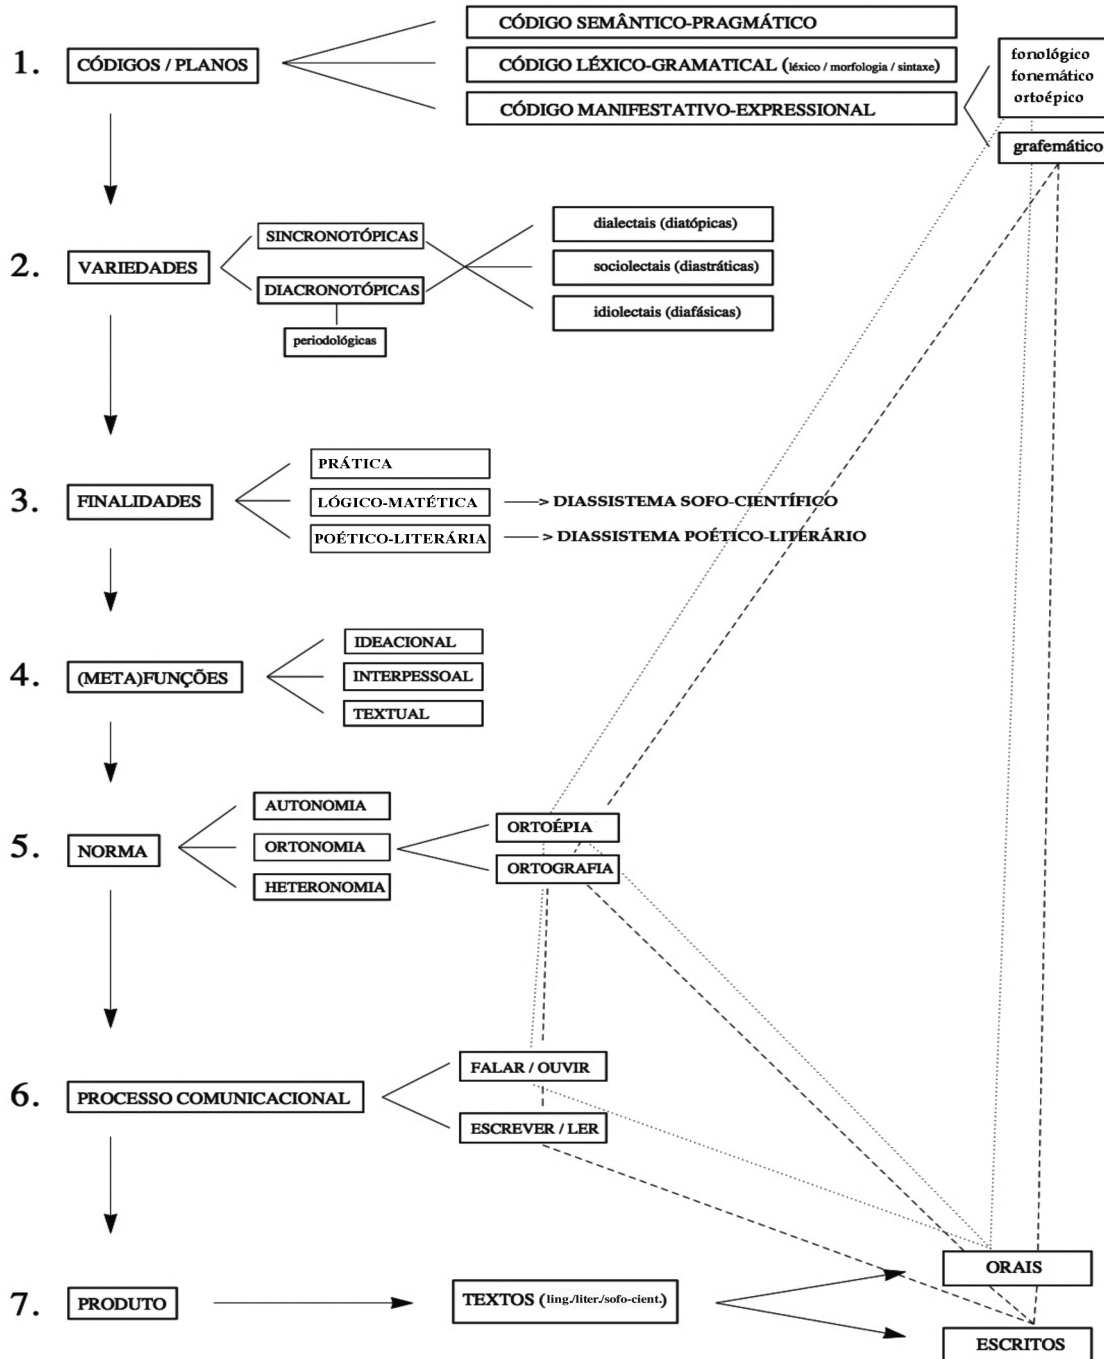 CÓDIGO SEMÂNTICO-PRAGMÁTICO
1. CÓDIGOS / PLANOS
CÓDIGO LÉXICO-GRAMATICAL (léxico / morfologia / sintaxe)
CÓDIGO MANIFESTATIVO-EXPRESSIONAL
fonológico
fonemático
ortoépico
grafemático
2. VARIEDADES
SINCRONOTÓPICAS
DIACRONOTÓPICAS
periodológicas
dialectais (diatópicas)
sociolectais (diastráticas)
idiolectais (diafásicas)
3. FINALIDADES
PRÁTICA
LÓGICO-MATÉTICA > DIASSISTEMA SOFO-CIENTÍFICO
POÉTICO-LITERÁRIA > DIASSISTEMA POÉTICO-LITERÁRIO
4. (META)FUNÇÕES
IDEACIONAL
INTERPESSOAL
TEXTUAL
5. NORMA
AUTONOMIA
ORTONOMIA
HETERONOMIA
ORTOÉPIA
ORTOGRAFIA
6. PROCESSO COMUNICACIONAL
FALAR / OUVIR
ESCREVER / LER
7. PRODUTO
TEXTOS (ling./liter./sofo-cient.)
ORAIS
ESCRITOS